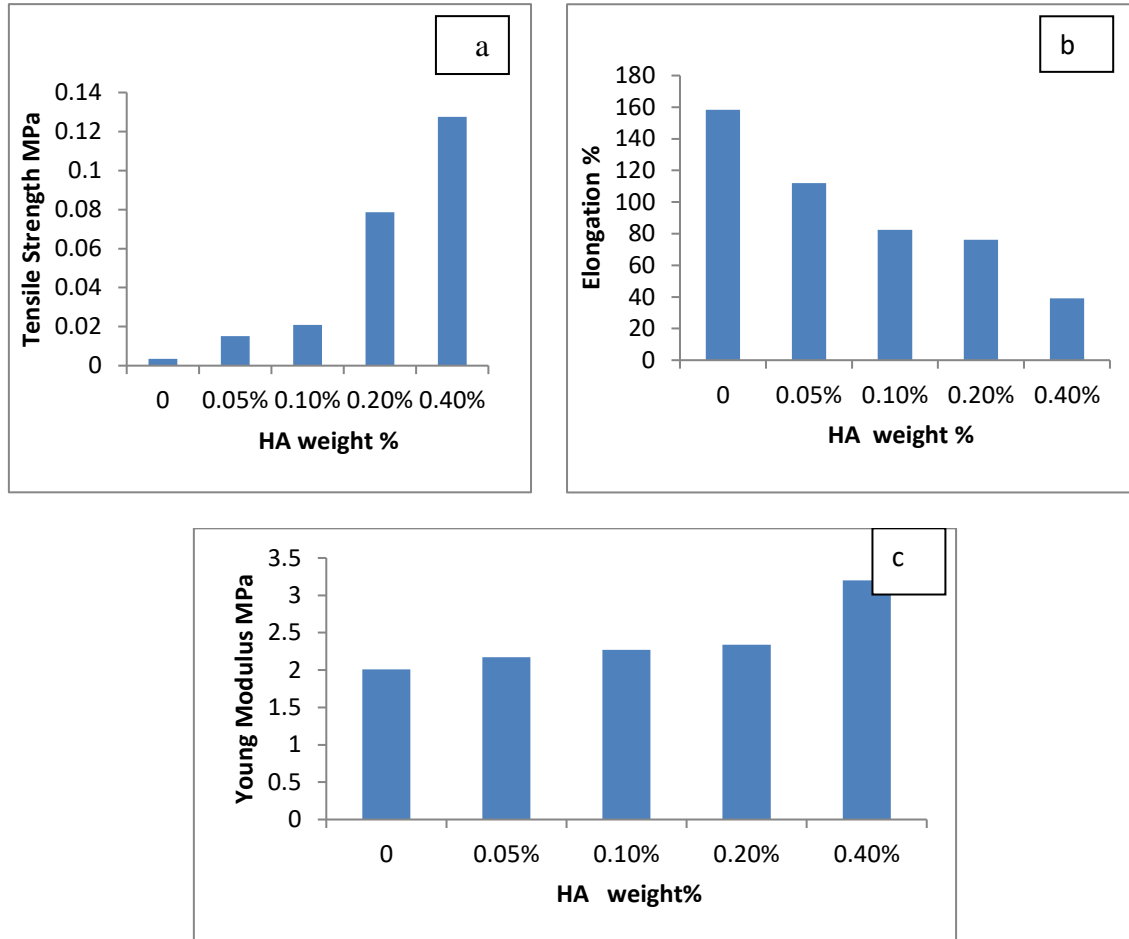 a
Tensile Strength MPa
0.14
0.12
0.1
0.08
0.06
0.04
0.02
0
0 0.05% 0.10% 0.20% 0.40%
HA weight %
b
Elongation %
180
160
140
120
100
80
60
40
20
0
0 0.05% 0.10% 0.20% 0.40%
HA weight %
c
Young Modulus MPa
3.5
3
2.5
2
1.5
1
0.5
0
0 0.05% 0.10% 0.20% 0.40%
HA weight%